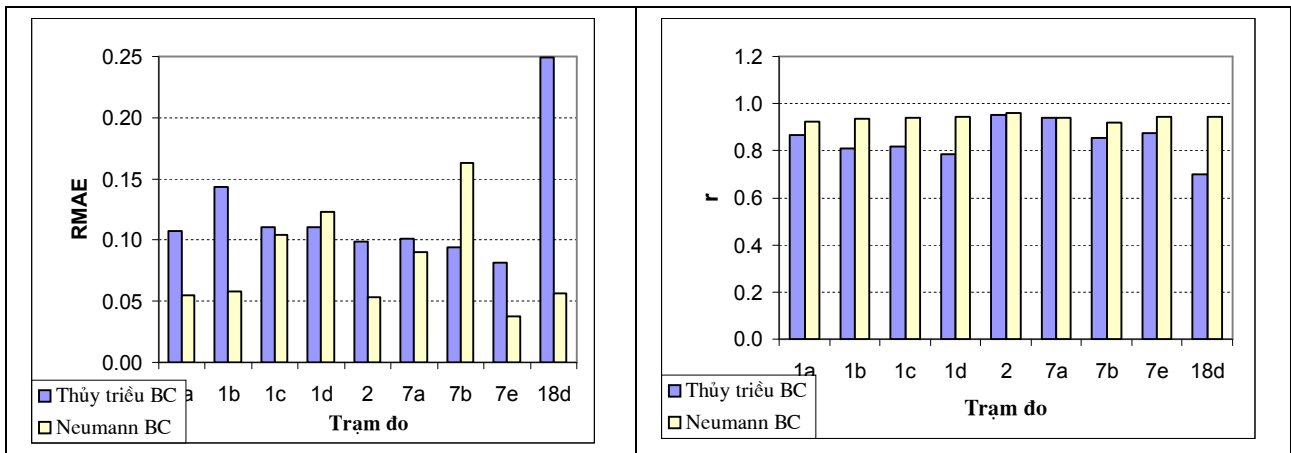 0.25
0.20
0.15
0.10
0.05
0.00
RMAE
a 1b 1c 1d 2 7a 7b 7e 18d
Trạm đo
Thủy triều BC
Neumann BC
1.2
1.0
0.8
0.6
0.4
0.2
0.0
r
1a 1b 1c 1d 2 7a 7b 7e 18d
Trạm đo
Thủy triều BC
Neumann BC